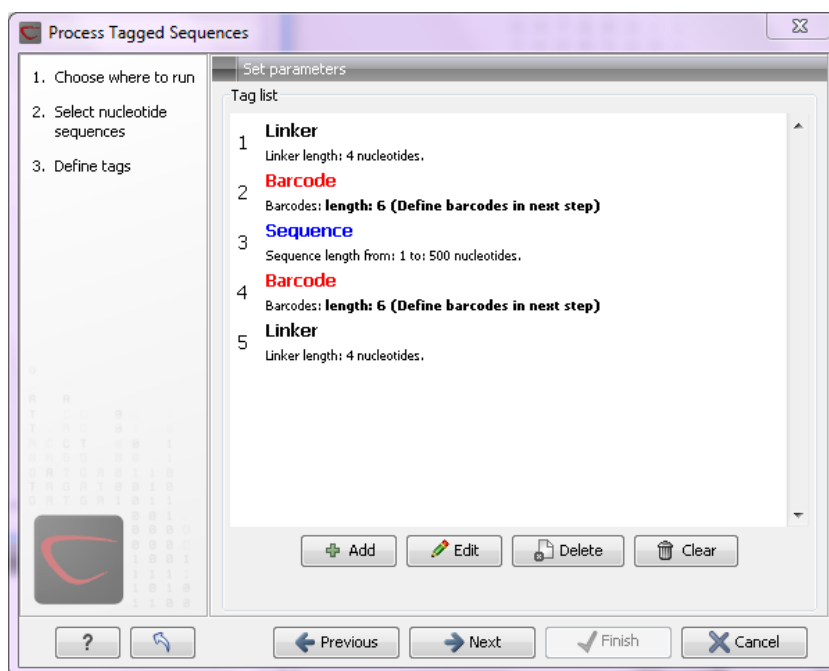 Process Tagged Sequences
1. Choose where to run
2. Select nucleotide
sequences
3. Define tags
Set parameters
Tag list
1 Linker
Linker length: 4 nucleotides.
2 Barcode
Barcodes: length: 6 (Define barcodes in next step)
3 Sequence
Sequence length from: 1 to: 500 nucleotides.
4 Barcode
Barcodes: length: 6 (Define barcodes in next step)
5 Linker
Linker length: 4 nucleotides.
Add Edit Delete Clear
? Previous Next Finish Cancel